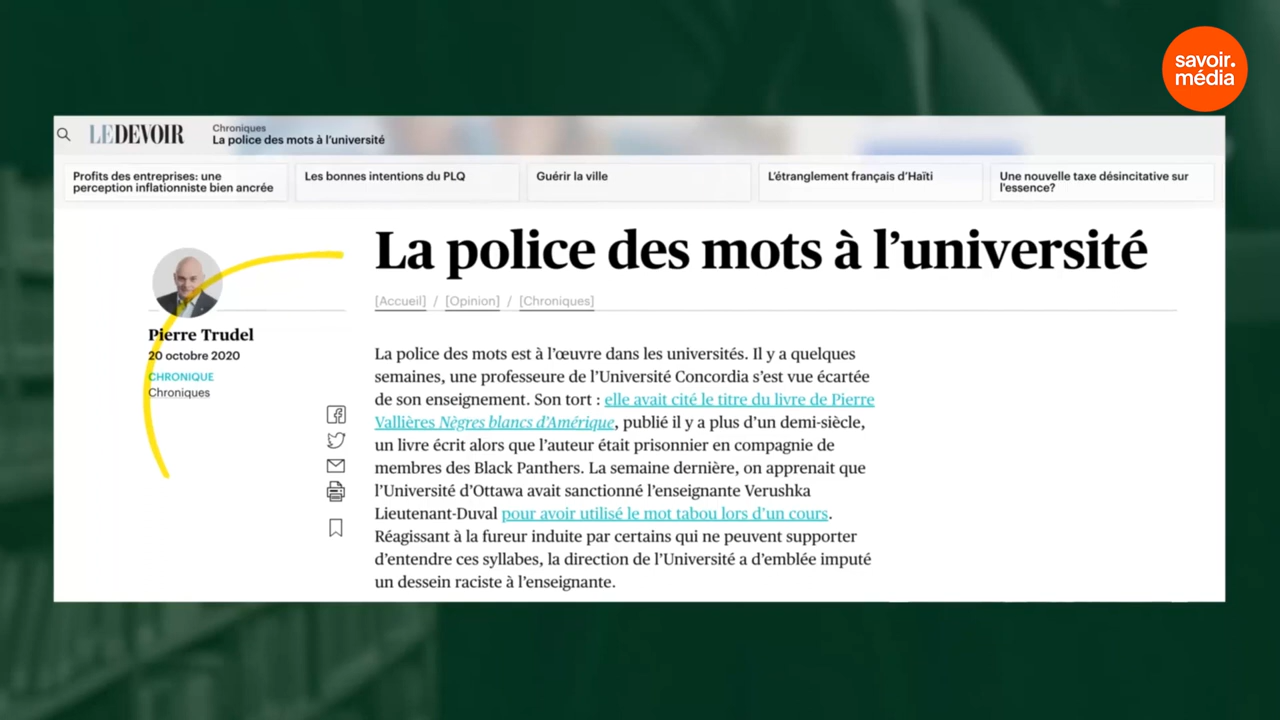 savoir.
média
LE DEVOIR
Chroniques
La police des mots à l'université
Profits des entreprises: une
perception inflationniste bien ancrée
Les bonnes intentions du PLQ
Guérir la ville
L'étranglement français d'Haïti
Une nouvelle taxe désincitative sur
l'essence?
La police des mots à l'université
[Accueil] / [Opinion] / [Chroniques]
Pierre Trudel
20 octobre 2020
CHRONIQUE
Chroniques
La police des mots est à l'œuvre dans les universités. Il y a quelques
semaines, une professeure de l'Université Concordia s'est vue écartée
de son enseignement. Son tort : elle avait cité le titre du livre de Pierre
Vallières Nègres blancs d'Amérique, publié il y a plus d'un demi-siècle,
un livre écrit alors que l'auteur était prisonnier en compagnie de
membres des Black Panthers. La semaine dernière, on apprenait que
l'Université d'Ottawa avait sanctionné l'enseignante Verushka
Lieutenant-Duval pour avoir utilisé le mot tabou lors d'un cours.
Réagissant à la fureur induite par certains qui ne peuvent supporter
d'entendre ces syllabes, la direction de l'Université a d'emblée imputé
un dessein raciste à l'enseignante.